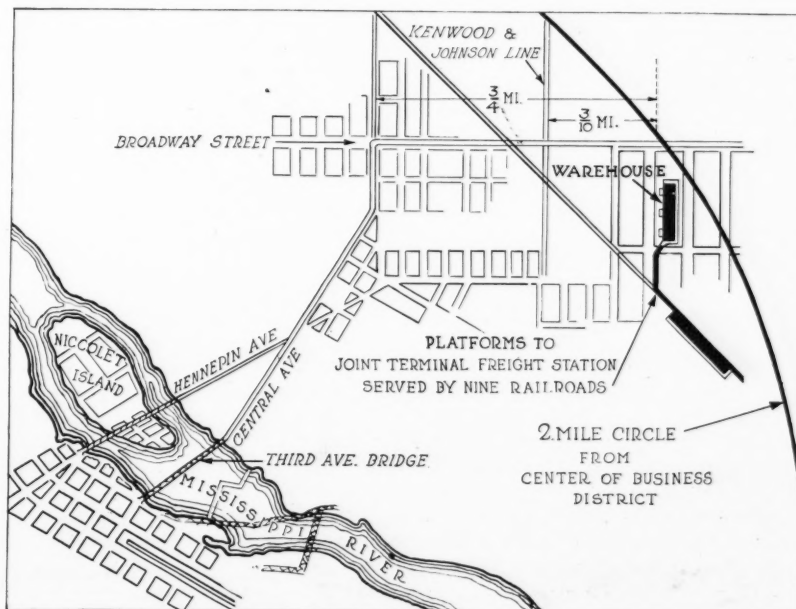 KENWOOD &
JOHNSON LINE
3/4 MI.
3/10 MI.
BROADWAY STREET
WAREHOUSE
PLATFORMS TO
JOINT TERMINAL FREIGHT STATION
SERVED BY NINE RAILROADS
NICCOLET
ISLAND
HENNEPIN AVE
CENTRAL AVE
2 MILE CIRCLE
FROM
CENTER OF BUSINESS
DISTRICT
THIRD AVE. BRIDGE
MISSISSIPPI RIVER